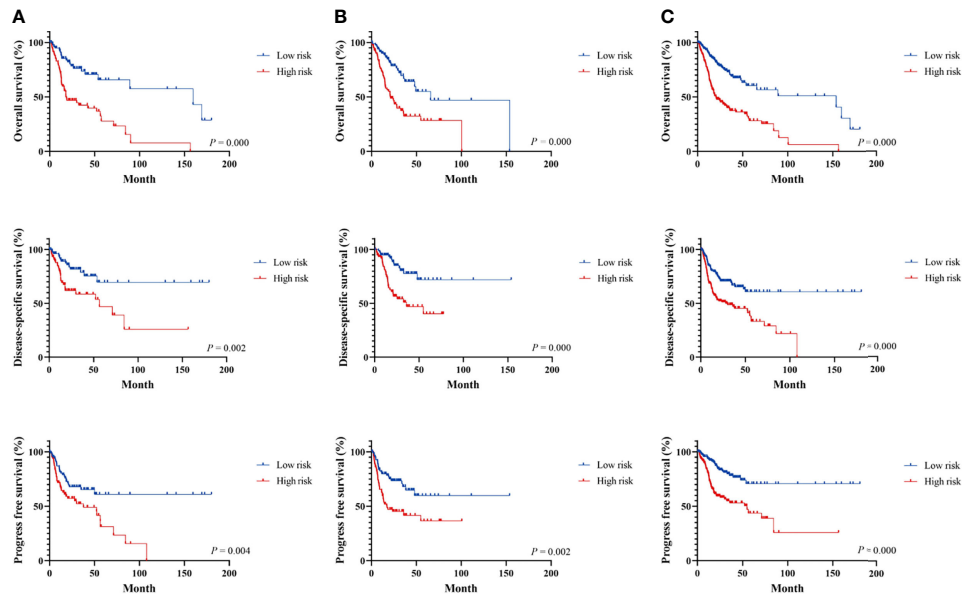 A
B
C
Overall survival (%)
100
50
0
0 50 100 150 200
Month
Low risk
High risk
P = 0.000
Overall survival (%)
100
50
0
0 50 100 150 200
Month
Low risk
High risk
P = 0.000
Overall survival (%)
100
50
0
0 50 100 150 200
Month
Low risk
High risk
P = 0.000
Disease-specific survival (%)
100
50
0
0 50 100 150 200
Month
Low risk
High risk
P = 0.002
Disease-specific survival (%)
100
50
0
0 50 100 150 200
Month
Low risk
High risk
P = 0.000
Disease-specific survival (%)
100
50
0
0 50 100 150 200
Month
Low risk
High risk
P = 0.000
Progress free survival (%)
100
50
0
0 50 100 150 200
Month
Low risk
High risk
P = 0.004
Progress free survival (%)
100
50
0
0 50 100 150 200
Month
Low risk
High risk
P = 0.002
Progress free survival (%)
100
50
0
0 50 100 150 200
Month
Low risk
High risk
P = 0.000